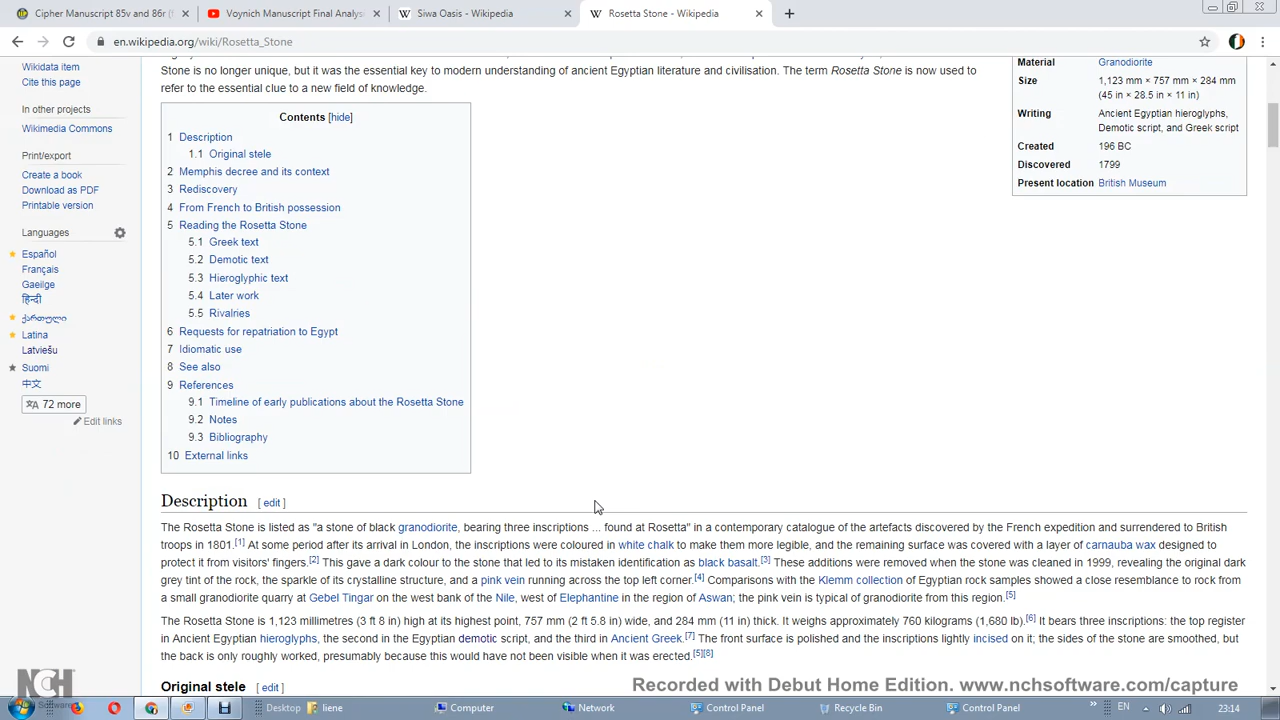 Cipher Manuscript 85v and 86r (
Voynich Manuscript Final Analys
Siwa Oasis - Wikipedia
Rosetta Stone - Wikipedia
en.wikipedia.org/wiki/Rosetta_Stone
Stone is no longer unique, but it was the essential key to modern understanding of ancient Egyptian literature and civilisation. The term Rosetta Stone is now used to
refer to the essential clue to a new field of knowledge.
Wikidata item
Cite this page
In other projects
Wikimedia Commons
Print/export
Create a book
Download as PDF
Printable version
Languages
Español
Français
Gaeilge
हिन्दी
ქართული
Latina
Latviešu
Suomi
中文
72 more
Edit links
Contents [hide]
1 Description
1.1 Original stele
2 Memphis decree and its context
3 Rediscovery
4 From French to British possession
5 Reading the Rosetta Stone
5.1 Greek text
5.2 Demotic text
5.3 Hieroglyphic text
5.4 Later work
5.5 Rivalries
6 Requests for repatriation to Egypt
7 Idiomatic use
8 See also
9 References
9.1 Timeline of early publications about the Rosetta Stone
9.2 Notes
9.3 Bibliography
10 External links
Material Granodiorite
Size 1,123 mm × 757 mm × 284 mm
(45 in × 28.5 in × 11 in)
Writing Ancient Egyptian hieroglyphs,
Demotic script, and Greek script
Created 196 BC
Discovered 1799
Present location British Museum
Description [ edit ]
The Rosetta Stone is listed as "a stone of black granodiorite, bearing three inscriptions ... found at Rosetta" in a contemporary catalogue of the artefacts discovered by the French expedition and surrendered to British
troops in 1801.[1] At some period after its arrival in London, the inscriptions were coloured in white chalk to make them more legible, and the remaining surface was covered with a layer of carnauba wax designed to
protect it from visitors' fingers.[2] This gave a dark colour to the stone that led to its mistaken identification as black basalt.[3] These additions were removed when the stone was cleaned in 1999, revealing the original dark
grey tint of the rock, the sparkle of its crystalline structure, and a pink vein running across the top left corner.[4] Comparisons with the Klemm collection of Egyptian rock samples showed a close resemblance to rock from
a small granodiorite quarry at Gebel Tingar on the west bank of the Nile, west of Elephantine in the region of Aswan; the pink vein is typical of granodiorite from this region.[5]
The Rosetta Stone is 1,123 millimetres (3 ft 8 in) high at its highest point, 757 mm (2 ft 5.8 in) wide, and 284 mm (11 in) thick. It weighs approximately 760 kilograms (1,680 lb).[6] It bears three inscriptions: the top register
in Ancient Egyptian hieroglyphs, the second in the Egyptian demotic script, and the third in Ancient Greek.[7] The front surface is polished and the inscriptions lightly incised on it; the sides of the stone are smoothed, but
the back is only roughly worked, presumably because this would have not been visible when it was erected.[5][8]
Original stele [ edit ]
NCH
Software
Recorded with Debut Home Edition. www.nchsoftware.com/capture
Desktop
liene
Computer
Network
Control Panel
Recycle Bin
Control Panel
EN
23:14